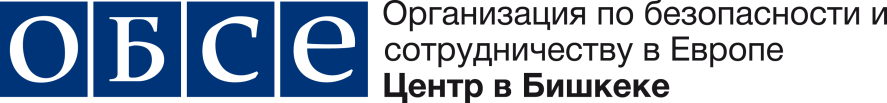 ОБСЕ
Организация по безопасности и
сотрудничеству в Европе
Центр в Бишкеке